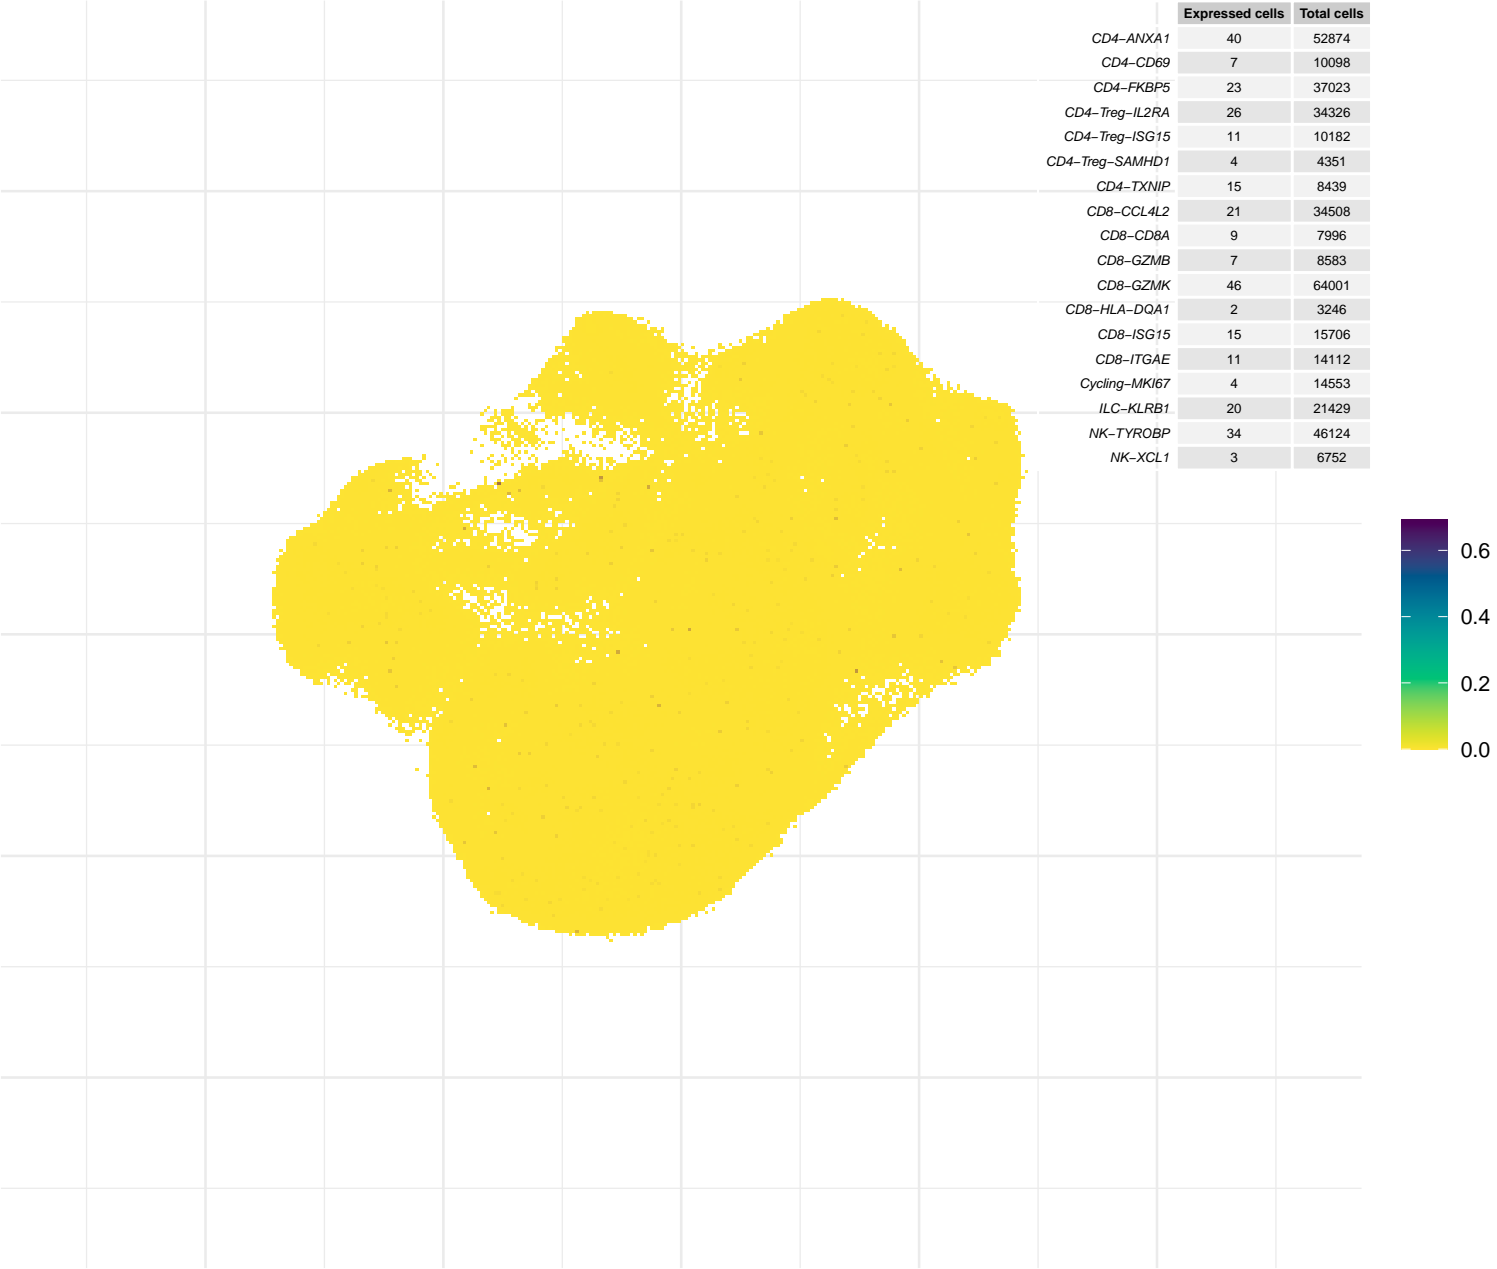 Expressed cells Total cells
CD4−ANXA1 40 52874
CD4−CD69 7 10098
CD4−FKBP5 23 37023
CD4−Treg−IL2RA 26 34326
CD4−Treg−ISG15 11 10182
CD4−Treg−SAMHD1 4 4351
CD4−TXNIP 15 8439
CD8−CCL4L2 21 34508
CD8−CD8A 9 7996
CD8−GZMB 7 8583
CD8−GZMK 46 64001
CD8−HLA−DQA1 2 3246
CD8−ISG15 15 15706
CD8−ITGAE 11 14112
Cycling−MKI67 4 14553
ILC−KLRB1 20 21429
NK−TYROBP 34 46124
NK−XCL1 3 6752
0.6
0.4
0.2
0.0